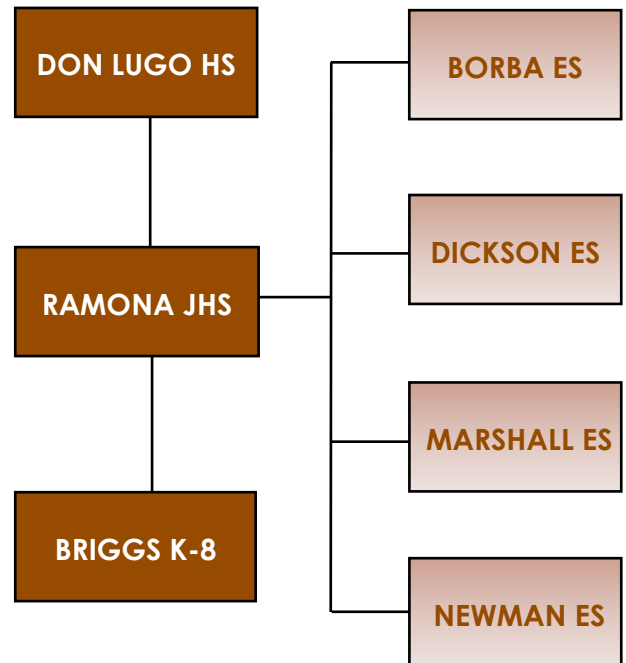 DON LUGO HS
RAMONA JHS
BRIGGS K-8
BORBA ES
DICKSON ES
MARSHALL ES
NEWMAN ES